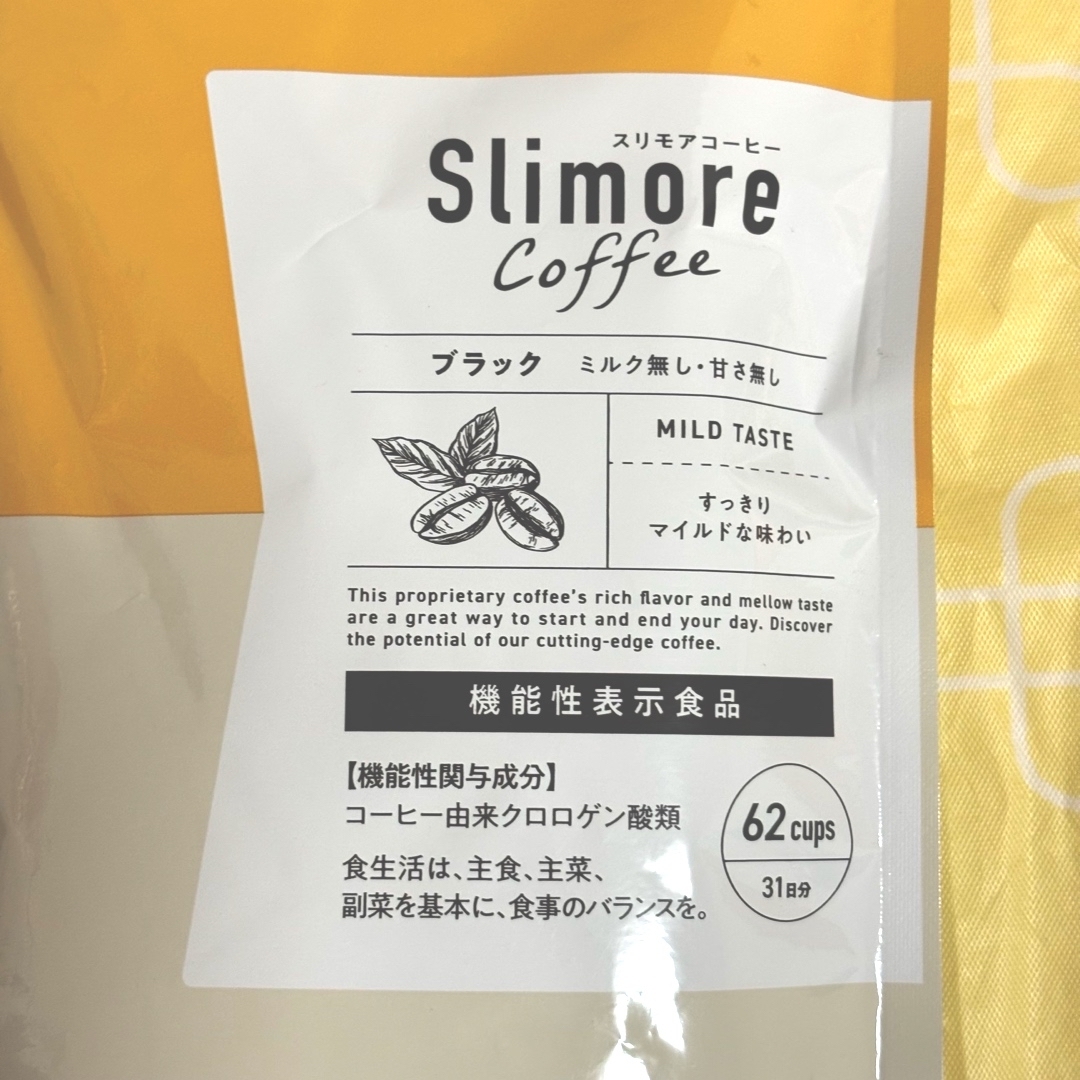 スリモアコーヒー
Slimore
Coffee
ブラック ミルク無し・甘さ無し
MILD TASTE
すっきり
マイルドな味わい
This proprietary coffee's rich flavor and mellow taste
are a great way to start and end your day. Discover
the potential of our cutting-edge coffee.
機能性表示食品
【機能性関与成分】
コーヒー由来クロロゲン酸類
食生活は、主食、主菜、
副菜を基本に、食事のバランスを。
62 cups
31日分